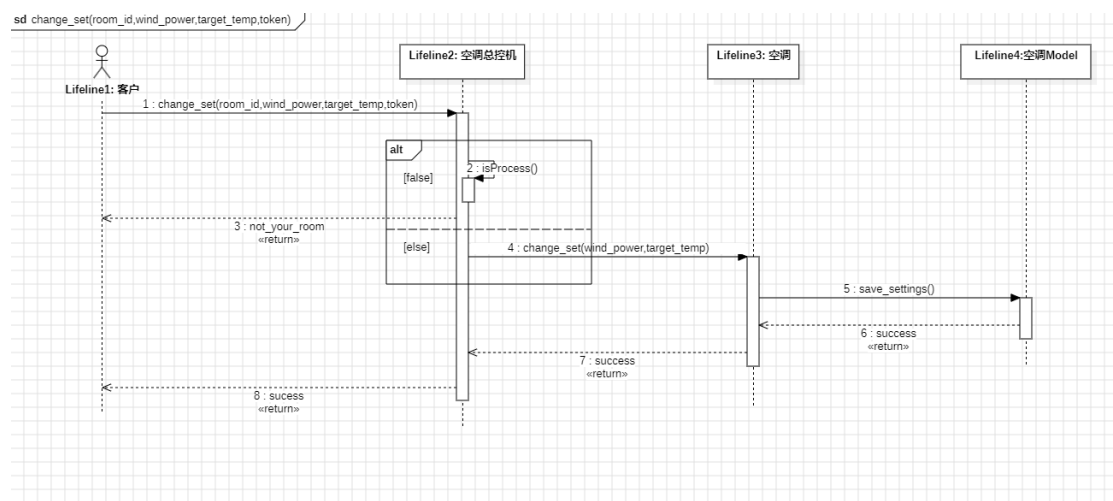 sd change_set(room_id,wind_power,target_temp,token)
Lifeline1: 客户
Lifeline2: 空调总控机
Lifeline3: 空调
Lifeline4:空调Model
1 : change_set(room_id,wind_power,target_temp,token)
alt
2 : isProcess()
[false]
3 : not_your_room
«return»
[else]
4 : change_set(wind_power,target_temp)
5 : save_settings()
6 : success
«return»
7 : success
«return»
8 : sucess
«return»